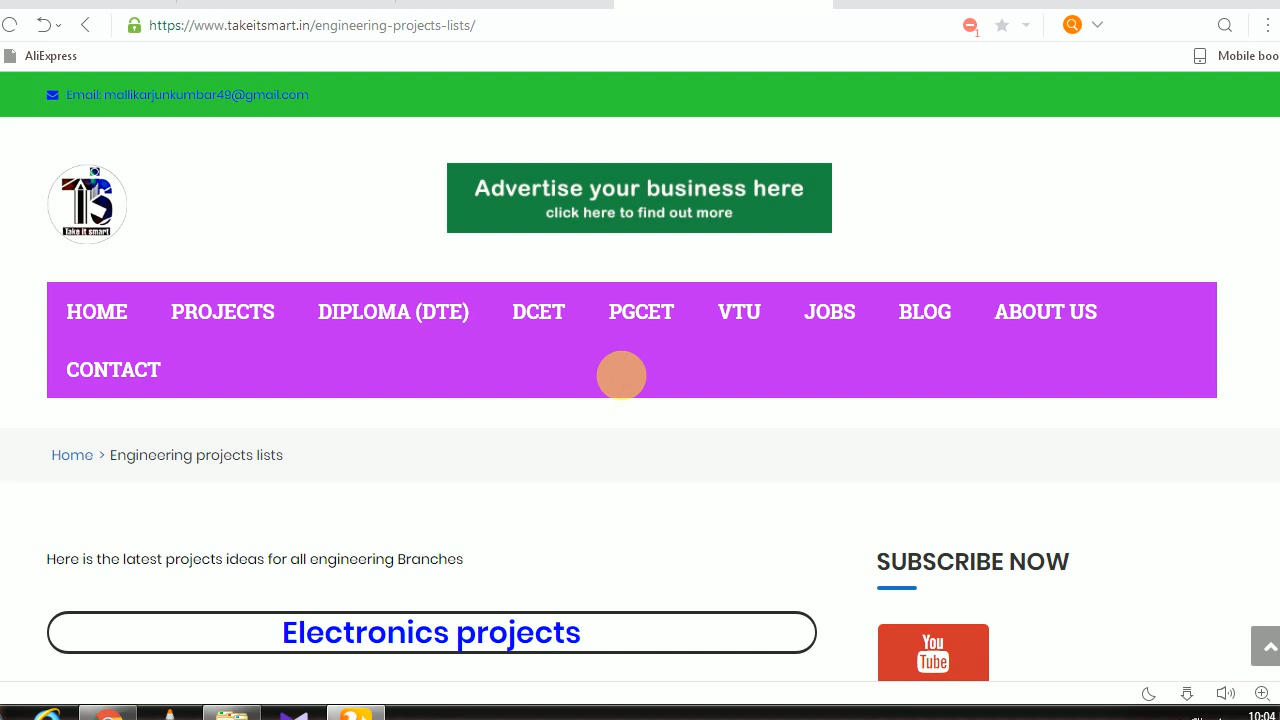 https://www.takeitsmart.in/engineering-projects-lists/
1
AliExpress
Mobile boo
Email: mallikarjunkumbar49@gmail.com
TIS
Take it smart
Advertise your business here
click here to find out more
HOME PROJECTS DIPLOMA (DTE) DCET PGCET VTU JOBS BLOG ABOUT US
CONTACT
Home > Engineering projects lists
Here is the latest projects ideas for all engineering Branches
SUBSCRIBE NOW
Electronics projects
You
Tube
10:04